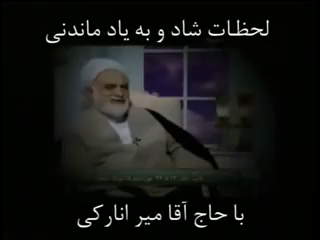 لحظات شاد و به یاد ماندنی
با حاج آقا میر انارکی